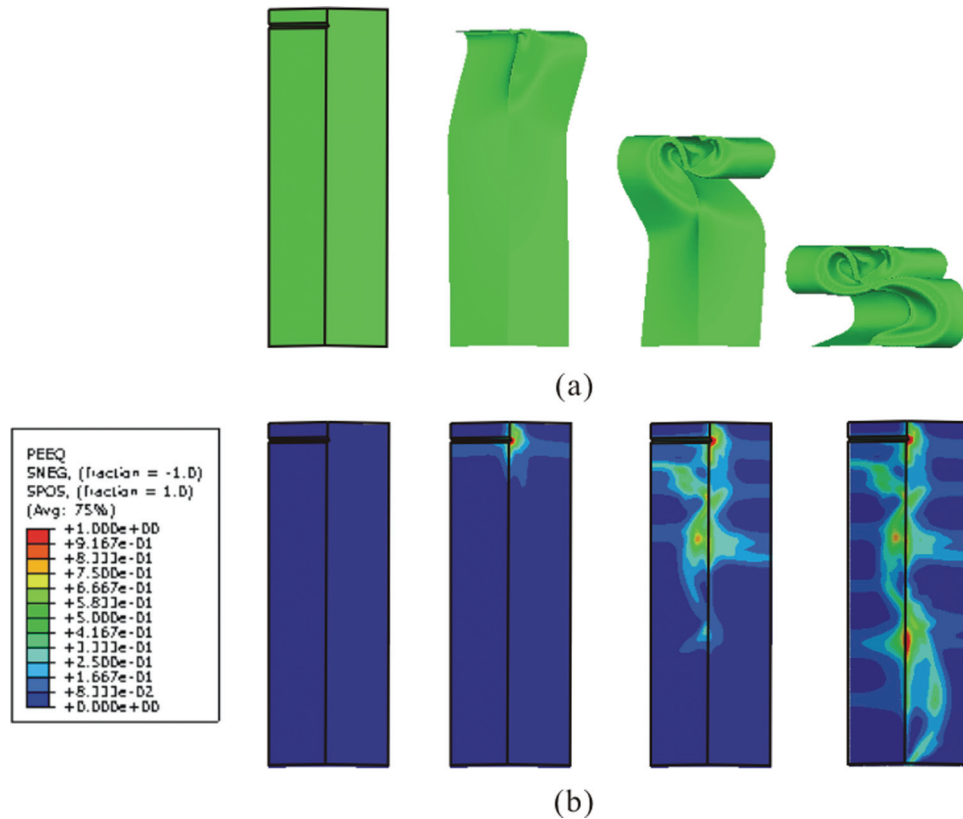 (a)
PEEQ
SNEG, (fraction = -1.0)
SPOS, (fraction = 1.0)
(Avg: 75%)
+1.000e+00
+9.167e-01
+8.333e-01
+7.500e-01
+6.667e-01
+5.833e-01
+5.000e-01
+4.167e-01
+3.333e-01
+2.500e-01
+1.667e-01
+8.333e-02
+0.000e+00
(b)